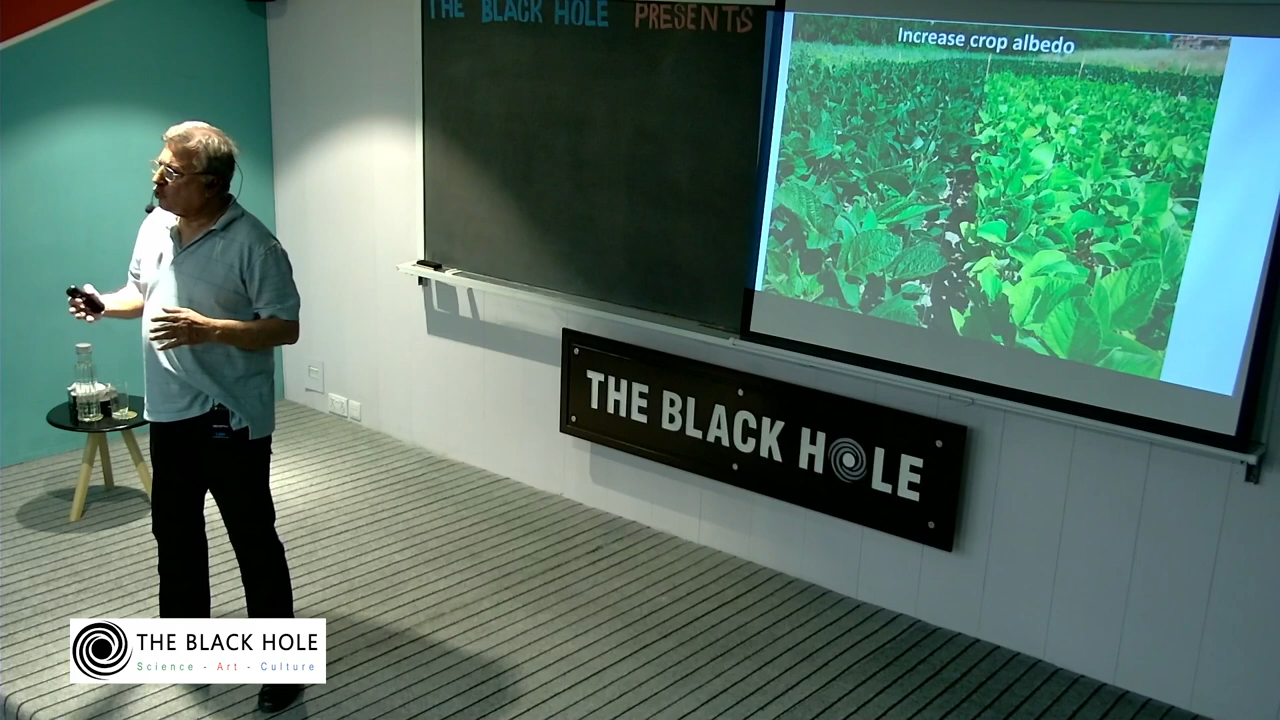 THE BLACK HOLE PRESENTS
Increase crop albedo
THE BLACK HOLE
THE BLACK HOLE
Science - Art - Culture